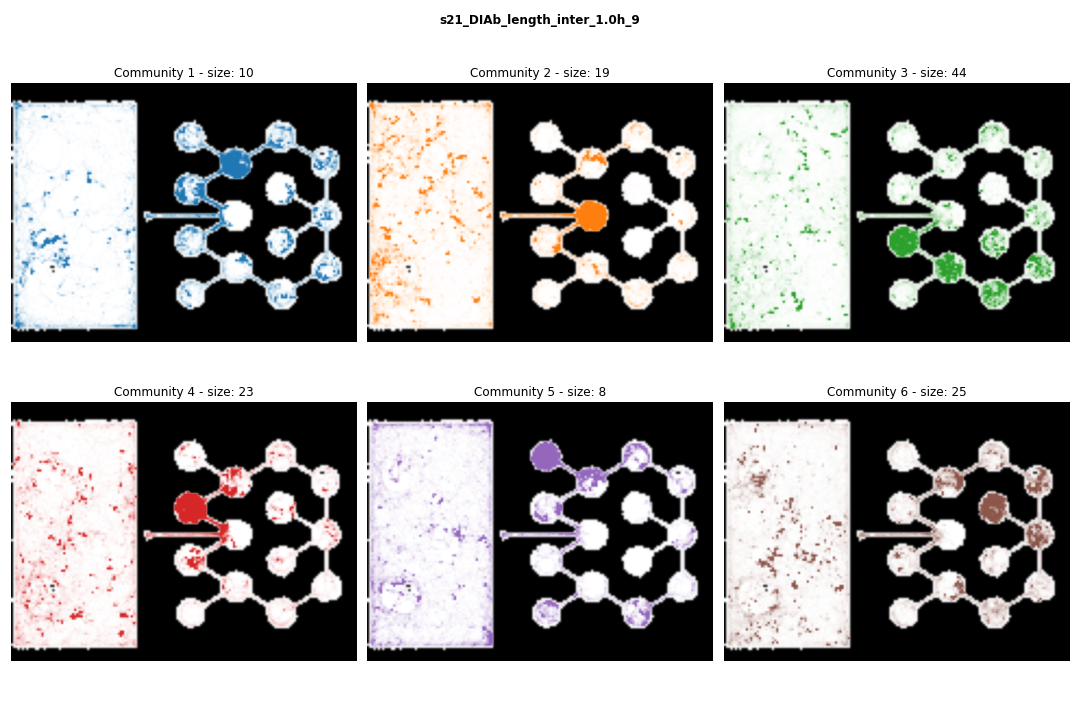 s21_DIAb_length_inter_1.0h_9
Community 1 - size: 10
Community 2 - size: 19
Community 3 - size: 44
Community 4 - size: 23
Community 5 - size: 8
Community 6 - size: 25